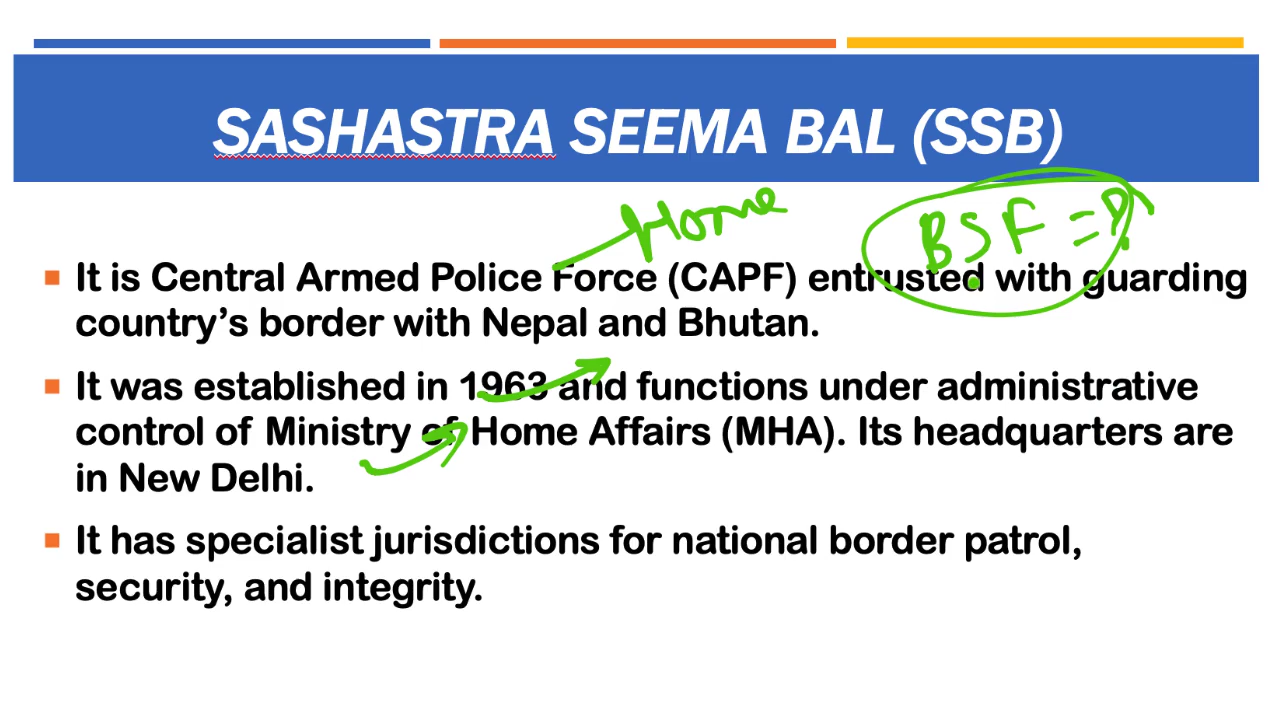 SASHASTRA SEEMA BAL (SSB)
Home
BSF =
It is Central Armed Police Force (CAPF) entrusted with guarding
country's border with Nepal and Bhutan.
It was established in 1963 and functions under administrative
control of Ministry of Home Affairs (MHA). Its headquarters are
in New Delhi.
It has specialist jurisdictions for national border patrol,
security, and integrity.